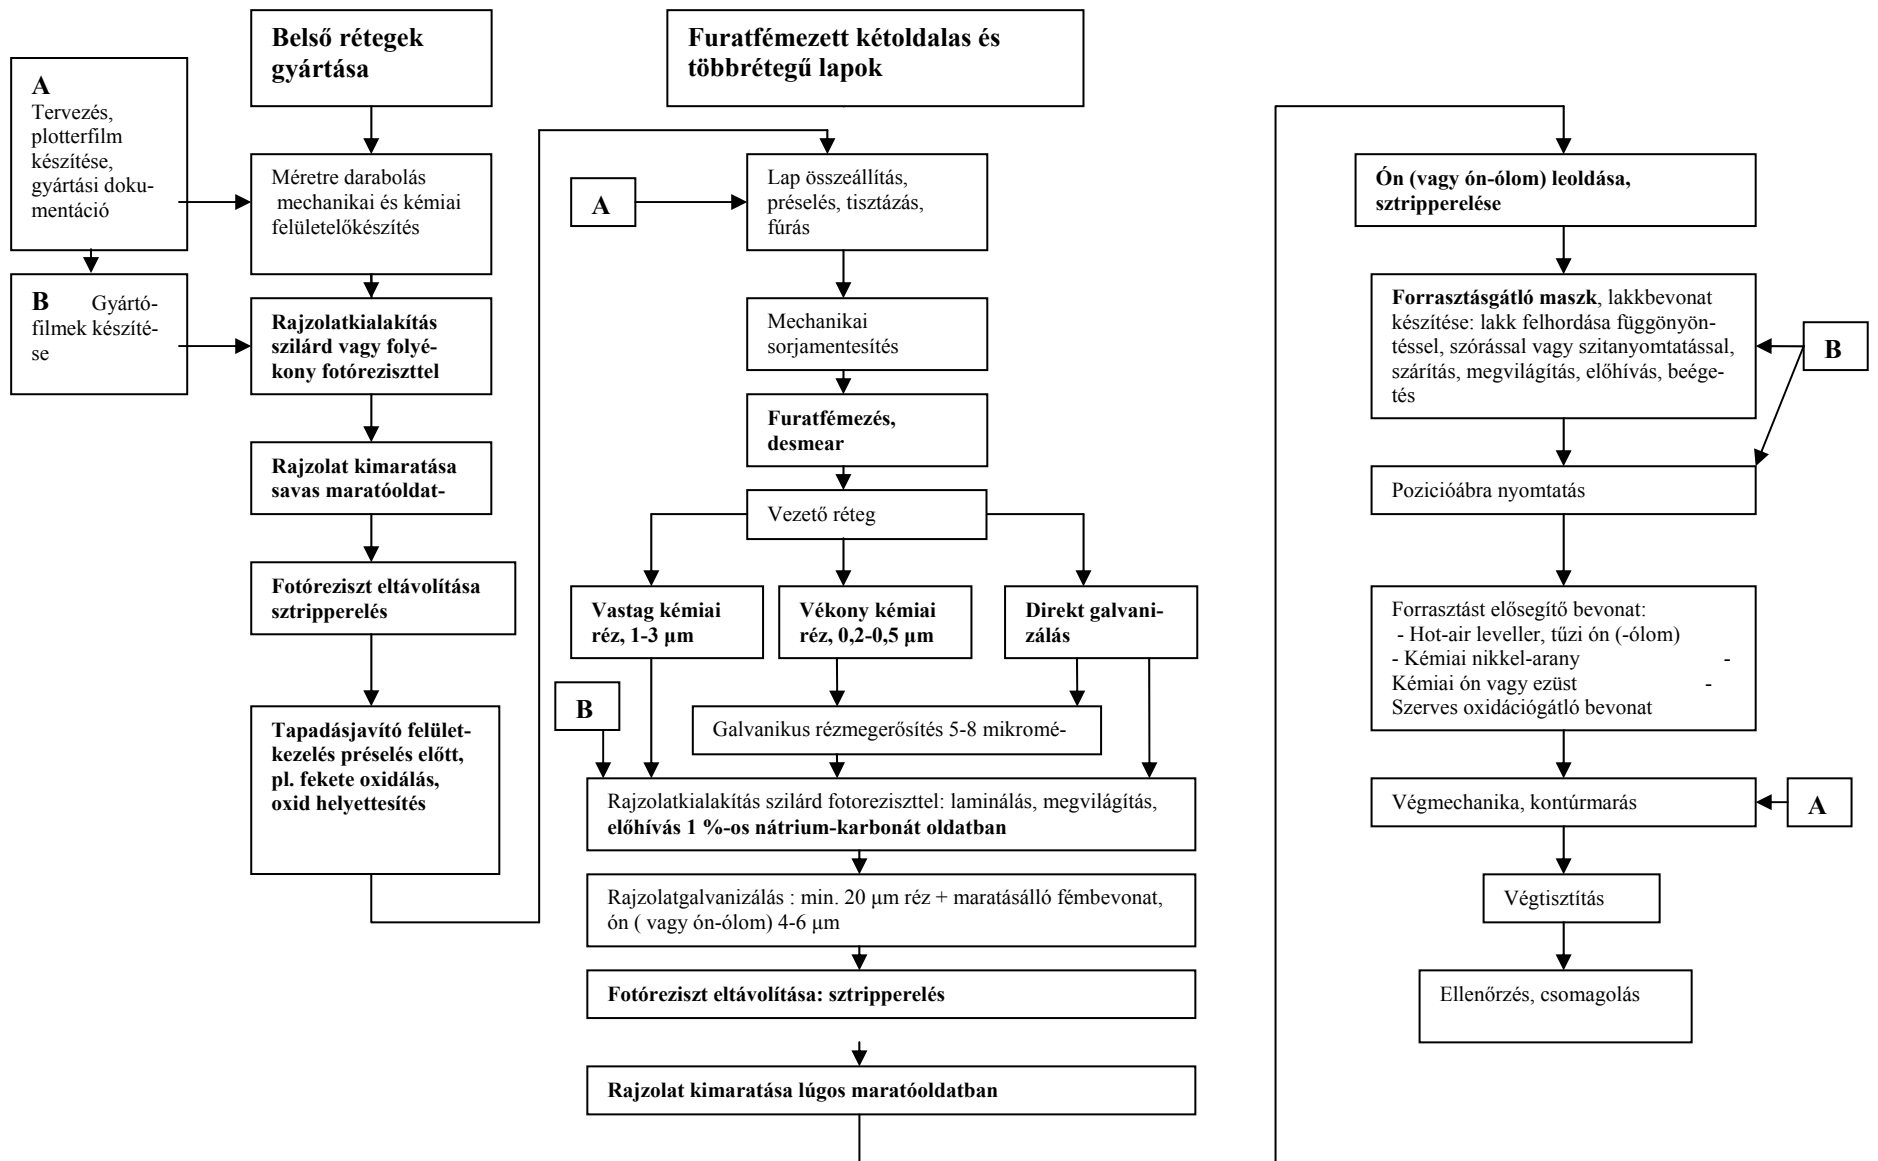 Belső rétegek
gyártása
A
Tervezés,
plotterfilm
készítése,
gyártási doku-
mentáció
B Gyártó-
filmek készíté-
se
Méretre darabolás
mechanikai és kémiai
felületelőkészítés
Rajzolatkialakítás
szilárd vagy folyé-
kony fotóreziszttel
Rajzolat kimaratása
savas maratóoldat-
Fotóreziszt eltávolítása
sztripperelés
Tapadásjavító felület-
kezelés préselés előtt,
pl. fekete oxidálás,
oxid helyettesítés
Furatfémezett kétoldalas és
többrétegű lapok
A
Lap összeállítás,
préselés, tisztázás,
fúrás
Mechanikai
sorjamentesítés
Furatfémezés,
desmear
Vezető réteg
Vastag kémiai
réz, 1-3 µm
Vékony kémiai
réz, 0,2-0,5 µm
Direkt galvani-
zálás
B
Galvanikus rézmegerősítés 5-8 mikromé-
Rajzolatkialakítás szilárd fotoreziszttel: laminálás, megvilágítás,
előhívás 1 %-os nátrium-karbonát oldatban
Rajzolatgalvanizálás : min. 20 µm réz + maratásálló fémbevonat,
ón ( vagy ón-ólom) 4-6 µm
Fotóreziszt eltávolítása: sztripperelés
Rajzolat kimaratása lúgos maratóoldatban
Ón (vagy ón-ólom) leoldása,
sztripperelése
Forrasztásgátló maszk, lakkbevonat
készítése: lakk felhordása függönyön-
téssel, szórással vagy szitanyomtatással,
szárítás, megvilágítás, előhívás, beége-
tés
B
Pozicióábra nyomtatás
Forrasztást elősegítő bevonat:
- Hot-air leveller, tűzi ón (-ólom)
- Kémiai nikkel-arany -
Kémiai ón vagy ezüst -
Szerves oxidációgátló bevonat
Végmechanika, kontúrmarás
A
Végtisztítás
Ellenőrzés, csomagolás